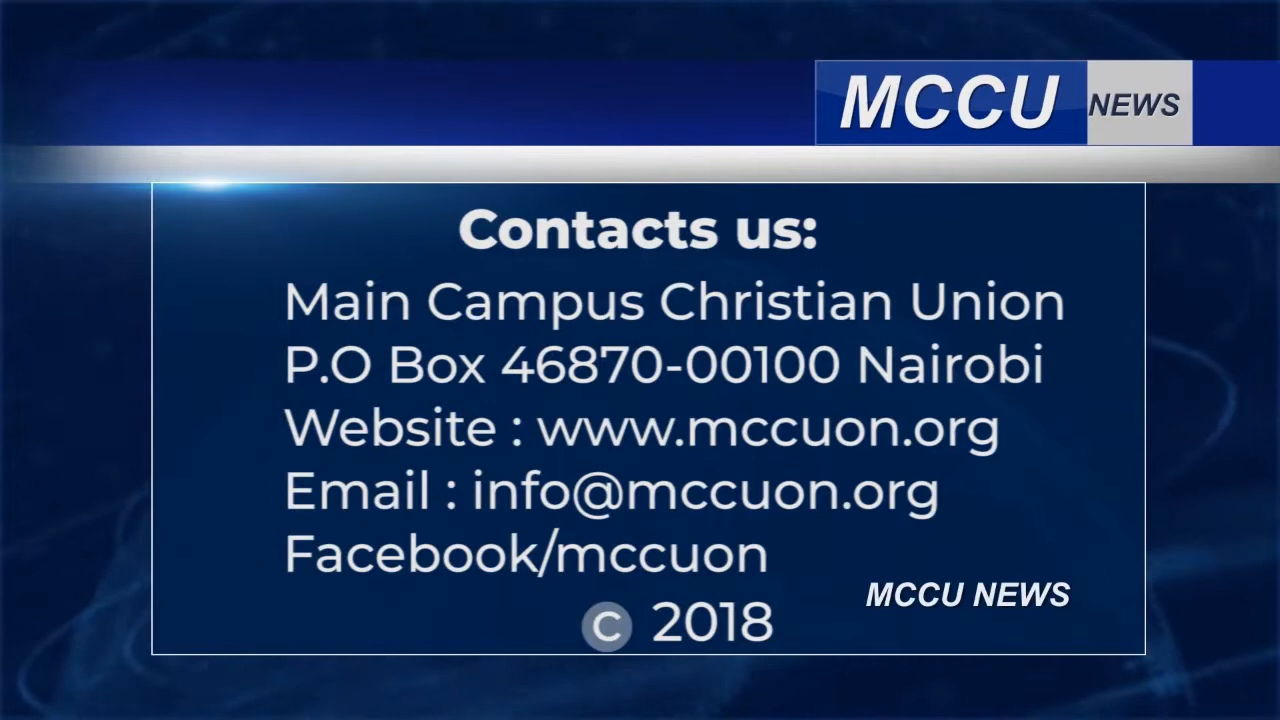 MCCU NEWS
Contacts us:
Main Campus Christian Union
P.O Box 46870-00100 Nairobi
Website : www.mccuon.org
Email : info@mccuon.org
Facebook/mccuon
MCCU NEWS
© 2018